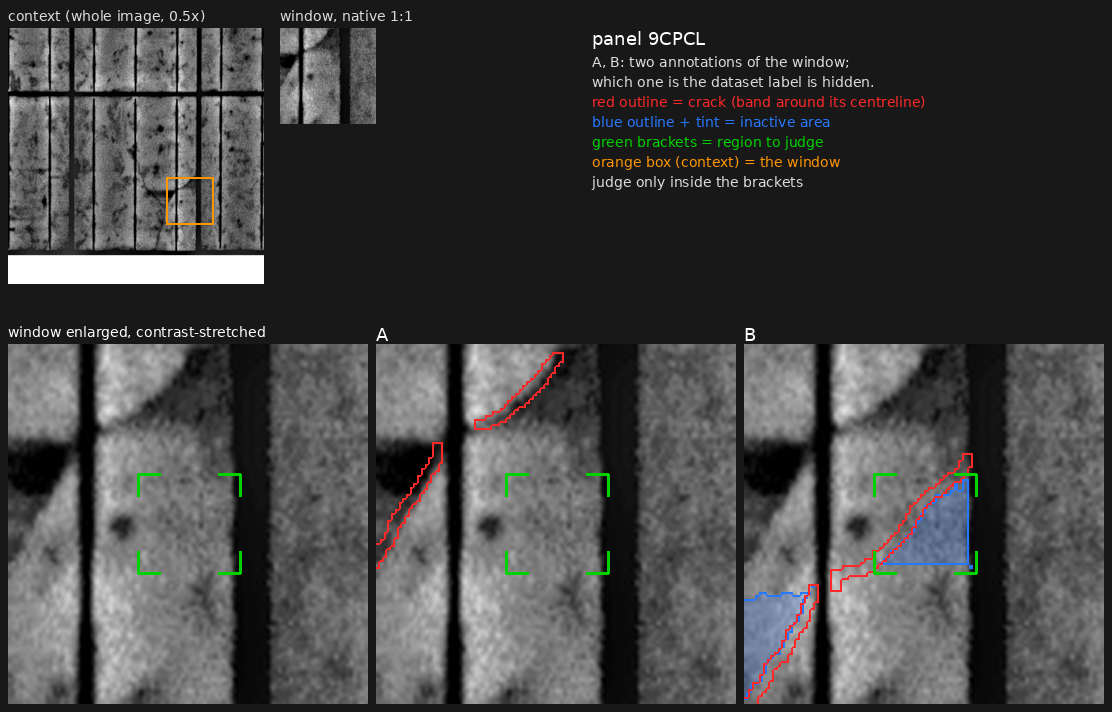 context (whole image, 0.5x)
window, native 1:1
panel 9CPCL
A, B: two annotations of the window;
which one is the dataset label is hidden.
red outline = crack (band around its centreline)
blue outline + tint = inactive area
green brackets = region to judge
orange box (context) = the window
judge only inside the brackets
window enlarged, contrast-stretched
A
B